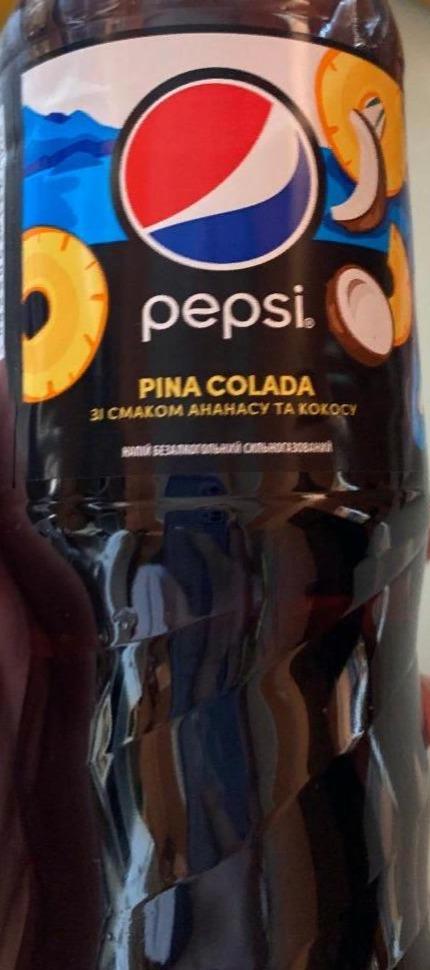 pepsi®
PINA COLADA
ЗІ СМАКОМ АНАНАСУ ТА КОКОСУ
НАПІЙ БЕЗАЛКОГОЛЬНИЙ СИЛЬНОГАЗОВАНИЙ